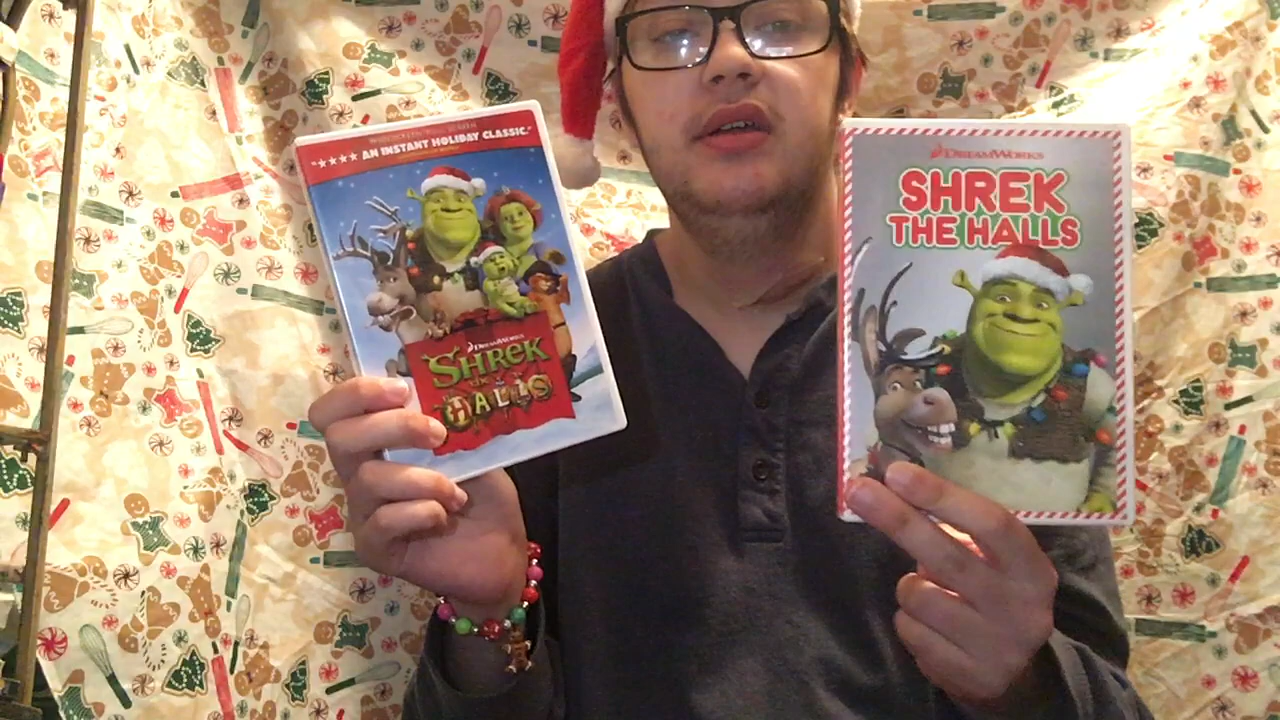 "★★★★ AN INSTANT HOLIDAY CLASSIC."
DREAMWORKS
SHREK
THE
HALLS
DREAMWORKS
SHREK
THE HALLS